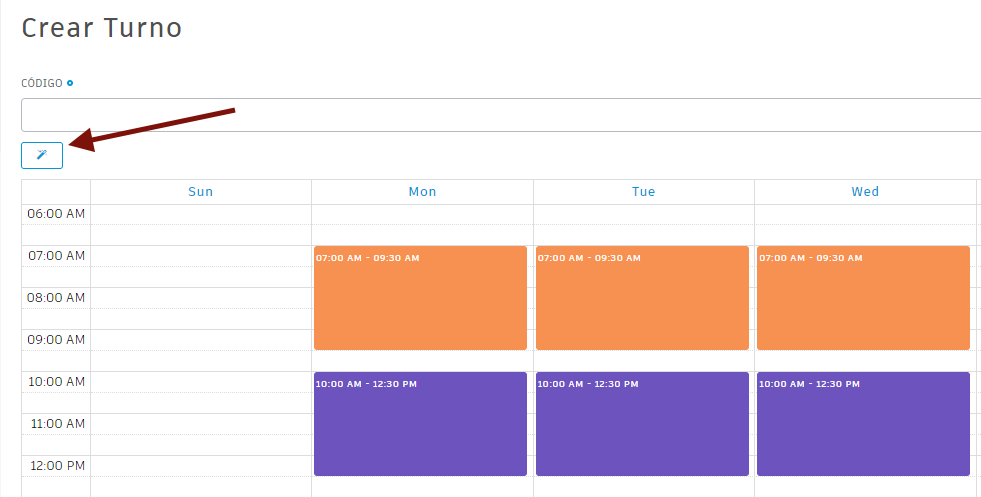 Crear Turno
CÓDIGO
Sun Mon Tue Wed
06:00 AM
07:00 AM
07:00 AM - 09:30 AM 07:00 AM - 09:30 AM 07:00 AM - 09:30 AM
08:00 AM
09:00 AM
10:00 AM
10:00 AM - 12:30 PM 10:00 AM - 12:30 PM 10:00 AM - 12:30 PM
11:00 AM
12:00 PM